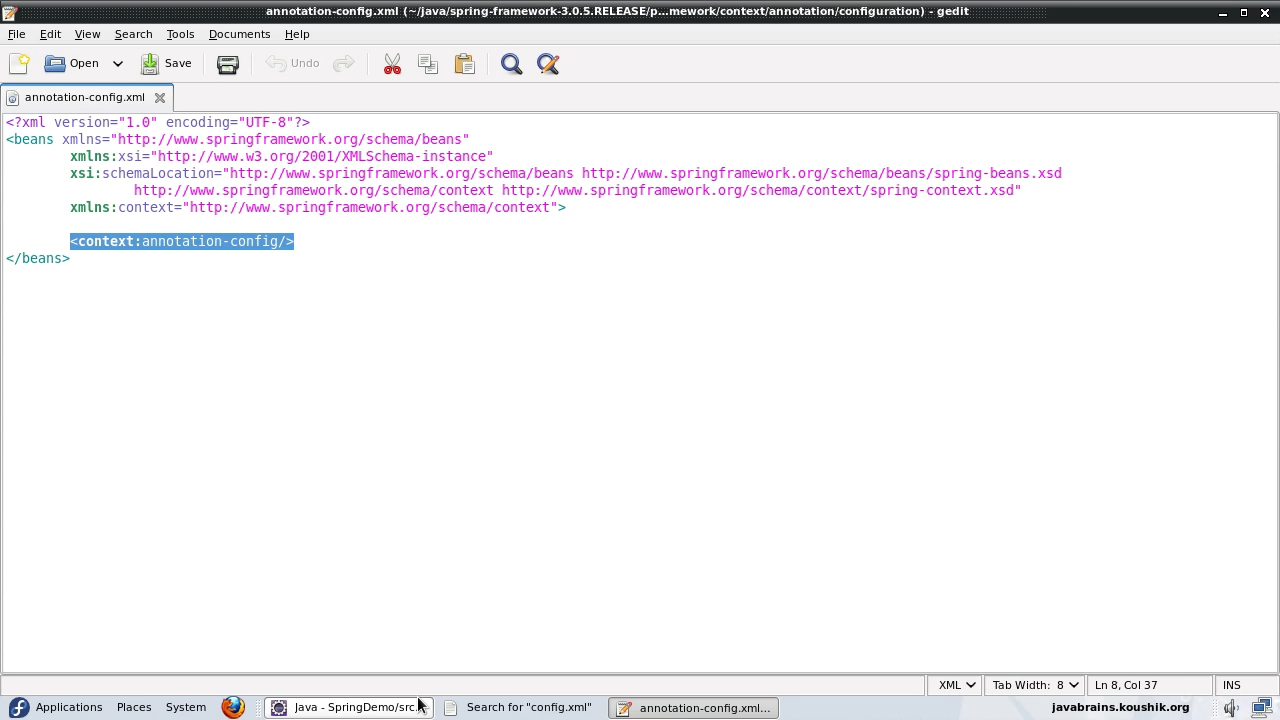 annotation-config.xml (~/java/spring-framework-3.0.5.RELEASE/p...mework/context/annotation/configuration) - gedit
File Edit View Search Tools Documents Help
Open Save Undo
annotation-config.xml
<?xml version="1.0" encoding="UTF-8"?>
<beans xmlns="http://www.springframework.org/schema/beans"
xmlns:xsi="http://www.w3.org/2001/XMLSchema-instance"
xsi:schemaLocation="http://www.springframework.org/schema/beans http://www.springframework.org/schema/beans/spring-beans.xsd
http://www.springframework.org/schema/context http://www.springframework.org/schema/context/spring-context.xsd"
xmlns:context="http://www.springframework.org/schema/context">
<context:annotation-config/>
</beans>
XML Tab Width: 8 Ln 8, Col 37 INS
Applications Places System Java - SpringDemo/src... Search for "config.xml" annotation-config.xml... javabrains.koushik.org